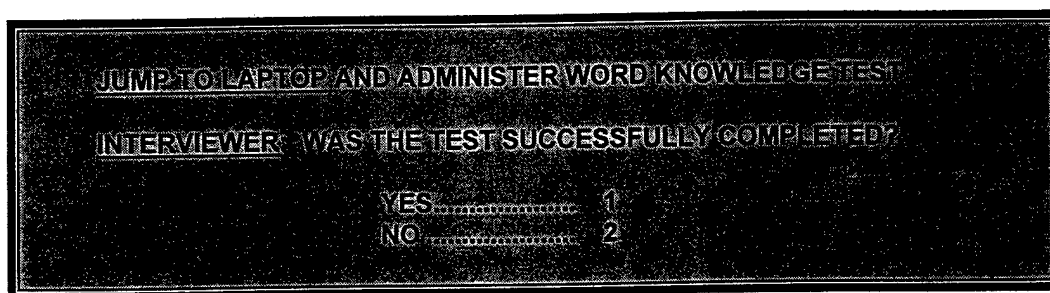 JUMP TO LAPTOP AND ADMINISTER WORD KNOWLEDGE TEST
INTERVIEWER WAS THE TEST SUCCESSFULLY COMPLETED?
YES.................... 1
NO .................... 2